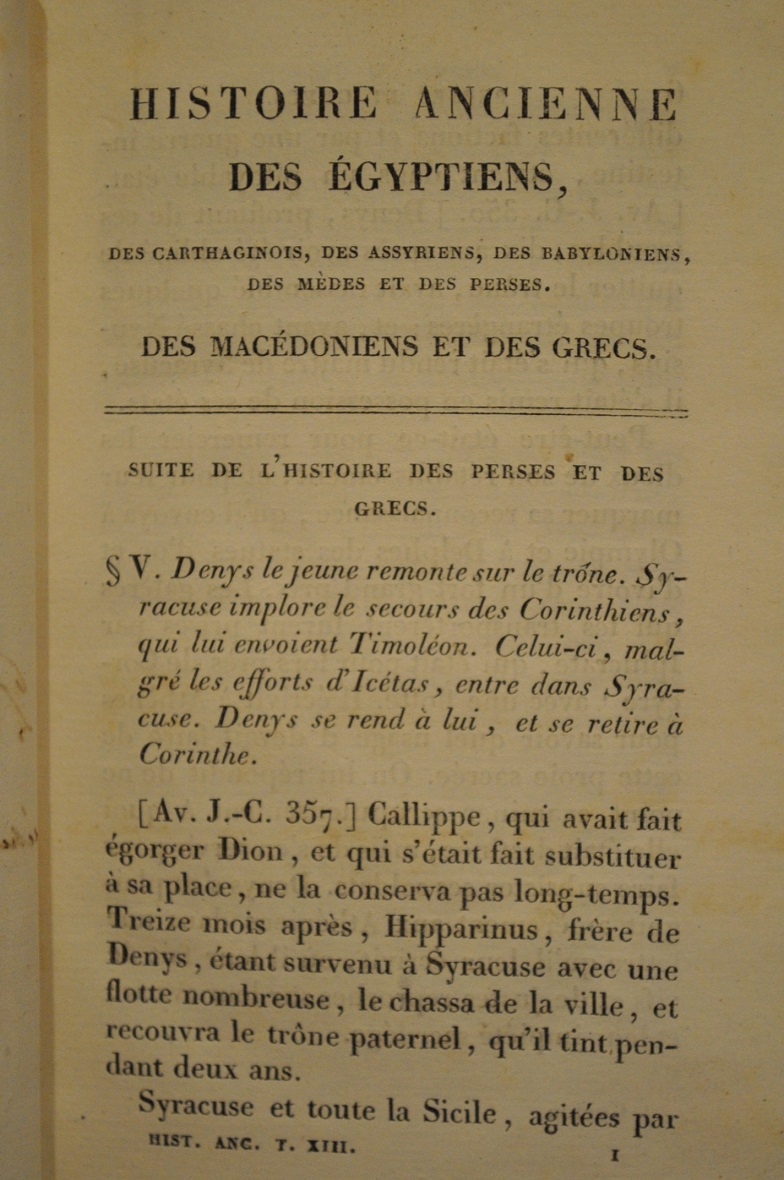 HISTOIRE ANCIENNE
DES ÉGYPTIENS,
DES CARTHAGINOIS, DES ASSYRIENS, DES BABYLONIENS,
DES MÈDES ET DES PERSES.
DES MACÉDONIENS ET DES GRECS.
SUITE DE L'HISTOIRE DES PERSES ET DES
GRECS.
§ V. Denys le jeune remonte sur le trône. Sy-
racuse implore le secours des Corinthiens,
qui lui envoient Timoléon. Celui-ci, mal-
gré les efforts d'Icétas, entre dans Syra-
cuse. Denys se rend à lui, et se retire à
Corinthe.
[Av. J.-C. 357.] Callippe, qui avait fait
égorger Dion, et qui s'était fait substituer
à sa place, ne la conserva pas long-temps.
Treize mois après, Hipparinus, frère de
Denys, étant survenu à Syracuse avec une
flotte nombreuse, le chassa de la ville, et
recouvra le trône paternel, qu'il tint pen-
dant deux ans.
Syracuse et toute la Sicile, agitées par
HIST. ANC. T. XIII. 1